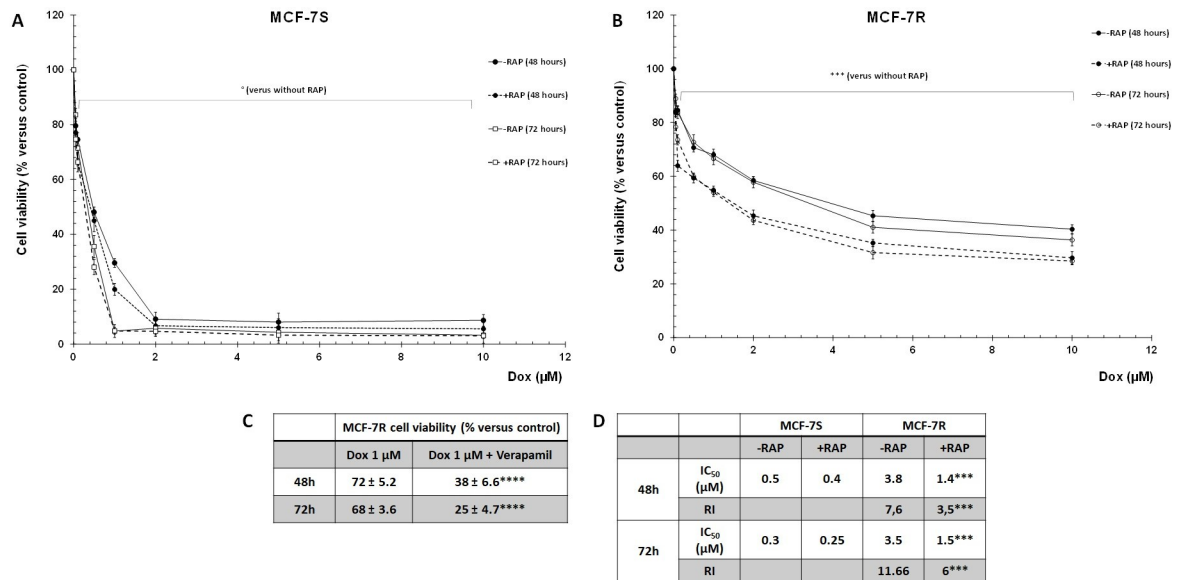 A
MCF-7S
120
100
80
60
40
20
0
0
2
4
6
8
10
12
Cell viability (% versus control)
Dox (µM)
° (verus without RAP)
-RAP (48 hours)
+RAP (48 hours)
-RAP (72 hours)
+RAP (72 hours)
B
MCF-7R
120
100
80
60
40
20
0
0
2
4
6
8
10
12
Cell viability (% versus control)
Dox (µM)
*** (verus without RAP)
-RAP (48 hours)
+RAP (48 hours)
-RAP (72 hours)
+RAP (72 hours)
C
MCF-7R cell viability (% versus control)
Dox 1 µM Dox 1 µM + Verapamil
48h 72 ± 5.2 38 ± 6.6****
72h 68 ± 3.6 25 ± 4.7****
D
MCF-7S MCF-7R
-RAP +RAP -RAP +RAP
48h IC50 (µM) 0.5 0.4 3.8 1.4***
RI 7,6 3,5***
72h IC50 (µM) 0.3 0.25 3.5 1.5***
RI 11.66 6***